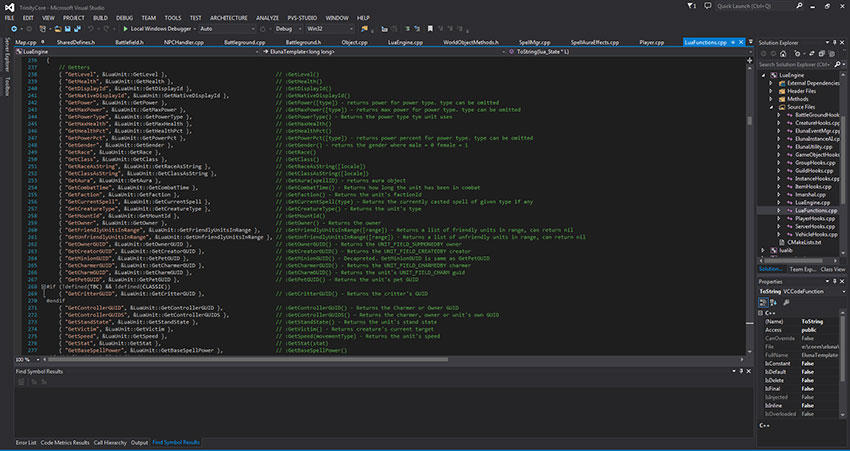 TrinityCore - Microsoft Visual Studio
Quick Launch (Ctrl+Q)
FILE EDIT VIEW PROJECT BUILD DEBUG TEAM TOOLS TEST ARCHITECTURE ANALYZE PVS-STUDIO WINDOW HELP
Local Windows Debugger Auto Debug Win32
Map.cpp SharedDefines.h Battlefield.h NPCHandler.cpp Battleground.cpp Battleground.h Object.cpp LuaEngine.cpp WorldObjectMethods.h SpellMgr.cpp SpellAuraEffects.cpp Player.cpp LuaFunctions.cpp
LuaEngine
ElunaTemplate<long long>
ToString(lua_State * L)
236 {
237 // Getters
238 { "GetLevel", &LuaUnit::GetLevel }, // :GetLevel()
239 { "GetHealth", &LuaUnit::GetHealth }, // :GetHealth()
240 { "GetDisplayId", &LuaUnit::GetDisplayId }, // :GetDisplayId()
241 { "GetNativeDisplayId", &LuaUnit::GetNativeDisplayId }, // :GetNativeDisplayId()
242 { "GetPower", &LuaUnit::GetPower }, // :GetPower([type]) - returns power for power type. type can be omitted
243 { "GetMaxPower", &LuaUnit::GetMaxPower }, // :GetMaxPower([type]) - returns max power for power type. type can be omitted
244 { "GetPowerType", &LuaUnit::GetPowerType }, // :GetPowerType() - Returns the power type tye unit uses
245 { "GetMaxHealth", &LuaUnit::GetMaxHealth }, // :GetMaxHealth()
246 { "GetHealthPct", &LuaUnit::GetHealthPct }, // :GetHealthPct()
247 { "GetPowerPct", &LuaUnit::GetPowerPct }, // :GetPowerPct([type]) - returns power percent for power type. type can be omitted
248 { "GetGender", &LuaUnit::GetGender }, // :GetGender() - returns the gender where male = 0 female = 1
249 { "GetRace", &LuaUnit::GetRace }, // :GetRace()
250 { "GetClass", &LuaUnit::GetClass }, // :GetClass()
251 { "GetRaceAsString", &LuaUnit::GetRaceAsString }, // :GetRaceAsString([locale])
252 { "GetClassAsString", &LuaUnit::GetClassAsString }, // :GetClassAsString([locale])
253 { "GetAura", &LuaUnit::GetAura }, // :GetAura(spellID) - returns aura object
254 { "GetCombatTime", &LuaUnit::GetCombatTime }, // :GetCombatTime() - Returns how long the unit has been in combat
255 { "GetFaction", &LuaUnit::GetFaction }, // :GetFaction() - Returns the unit's factionId
256 { "GetCurrentSpell", &LuaUnit::GetCurrentSpell }, // :GetCurrentSpell(type) - Returns the currently casted spell of given type if any
257 { "GetCreatureType", &LuaUnit::GetCreatureType }, // :GetCreatureType() - Returns the unit's type
258 { "GetMountId", &LuaUnit::GetMountId }, // :GetMountId()
259 { "GetOwner", &LuaUnit::GetOwner }, // :GetOwner() - Returns the owner
260 { "GetFriendlyUnitsInRange", &LuaUnit::GetFriendlyUnitsInRange }, // :GetFriendlyUnitsInRange([range]) - Returns a list of friendly units in range, can return nil
261 { "GetUnfriendlyUnitsInRange", &LuaUnit::GetUnfriendlyUnitsInRange }, // :GetUnfriendlyUnitsInRange([range]) - Returns a list of unfriendly units in range, can return nil
262 { "GetOwnerGUID", &LuaUnit::GetOwnerGUID }, // :GetOwnerGUID() - Returns the UNIT_FIELD_SUMMONEDBY owner
263 { "GetCreatorGUID", &LuaUnit::GetCreatorGUID }, // :GetCreatorGUID() - Returns the UNIT_FIELD_CREATEDBY creator
264 { "GetMinionGUID", &LuaUnit::GetPetGUID }, // :GetMinionGUID() - Decapreted. GetMinionGUID is same as GetPetGUID
265 { "GetCharmerGUID", &LuaUnit::GetCharmerGUID }, // :GetCharmerGUID() - Returns the UNIT_FIELD_CHARMEDBY charmer
266 { "GetCharmGUID", &LuaUnit::GetCharmGUID }, // :GetCharmGUID() - Returns the unit's UNIT_FIELD_CHARM guid
267 { "GetPetGUID", &LuaUnit::GetPetGUID }, // :GetPetGUID() - Returns the unit's pet GUID
268 #if (!defined(TBC) && !defined(CLASSIC))
269 { "GetCritterGUID", &LuaUnit::GetCritterGUID }, // :GetCritterGUID() - Returns the critter's GUID
270 #endif
271 { "GetControllerGUID", &LuaUnit::GetControllerGUID }, // :GetControllerGUID() - Returns the Charmer or Owner GUID
272 { "GetControllerGUIDS", &LuaUnit::GetControllerGUIDS }, // :GetControllerGUIDS() - Returns the charmer, owner or unit's own GUID
273 { "GetStandState", &LuaUnit::GetStandState }, // :GetStandState() - Returns the unit's stand state
274 { "GetVictim", &LuaUnit::GetVictim }, // :GetVictim() - Returns creature's current target
275 { "GetSpeed", &LuaUnit::GetSpeed }, // :GetSpeed(movementType) - Returns the unit's speed
276 { "GetStat", &LuaUnit::GetStat }, // :GetStat(stat)
277 { "GetBaseSpellPower", &LuaUnit::GetBaseSpellPower }, // :GetBaseSpellPower()
100 %
Find Symbol Results
Error List Code Metrics Results Call Hierarchy Output Find Symbol Results
Server Explorer
Toolbox
Solution Explorer
Search Solution Explorer
LuaEngine
External Dependencies
Header Files
Methods
Source Files
BattleGroundHook
CreatureHooks.cpp
ElunaEventMgr.cpp
ElunaInstanceAI.cpp
ElunaUtility.cpp
GameObjectHooks
GroupHooks.cpp
GuildHooks.cpp
InstanceHooks.cpp
ItemHooks.cpp
lmarshal.cpp
LuaEngine.cpp
LuaFunctions.cpp
PlayerHooks.cpp
ServerHooks.cpp
VehicleHooks.cpp
CMakeLists.txt
lualib
Solution... Team Exp... Class View
Properties
ToString VCCodeFunction
C++
(Name) ToString
Access public
CanOverride False
File
FullName ElunaTemplate
IsConstant False
IsDefault False
IsDelete False
IsFinal False
IsInjected False
IsInline False
IsOverloaded False
C++